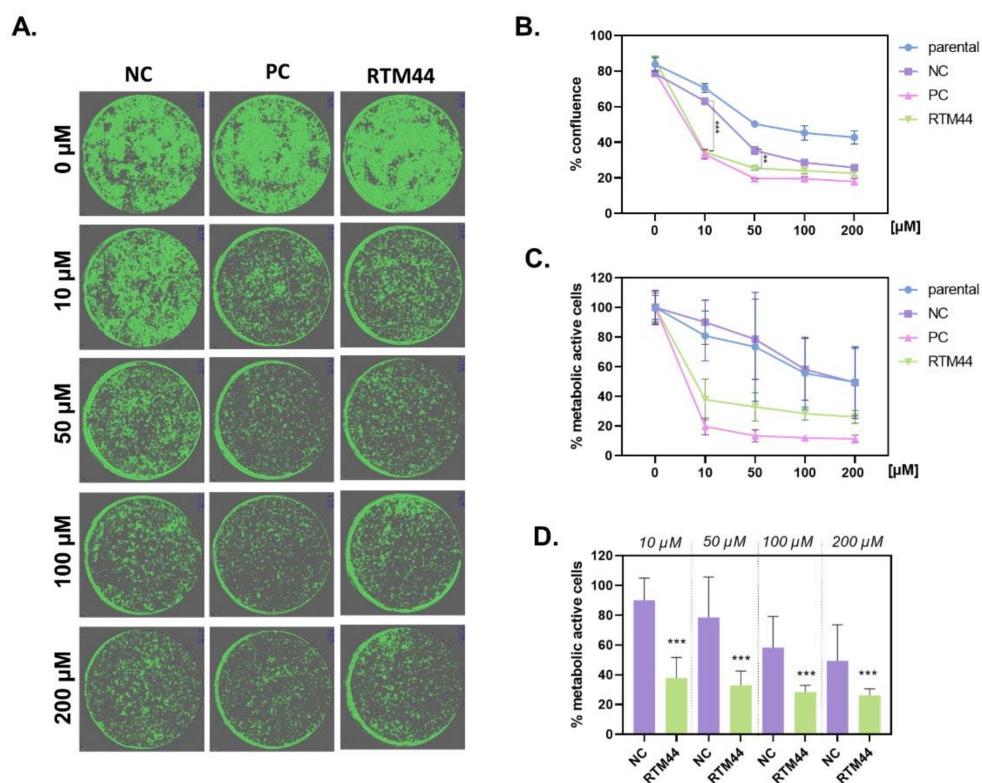 A.
NC PC RTM44
0 µM
10 µM
50 µM
100 µM
200 µM
B.
% confluence
100
80
60
40
20
0
***
**
0 10 50 100 200 [µM]
parental
NC
PC
RTM44
C.
% metabolic active cells
120
100
80
60
40
20
0
0 10 50 100 200 [µM]
parental
NC
PC
RTM44
D.
10 µM 50 µM 100 µM 200 µM
% metabolic active cells
120
100
80
60
40
20
0
*** *** *** ***
NC RTM44 NC RTM44 NC RTM44 NC RTM44